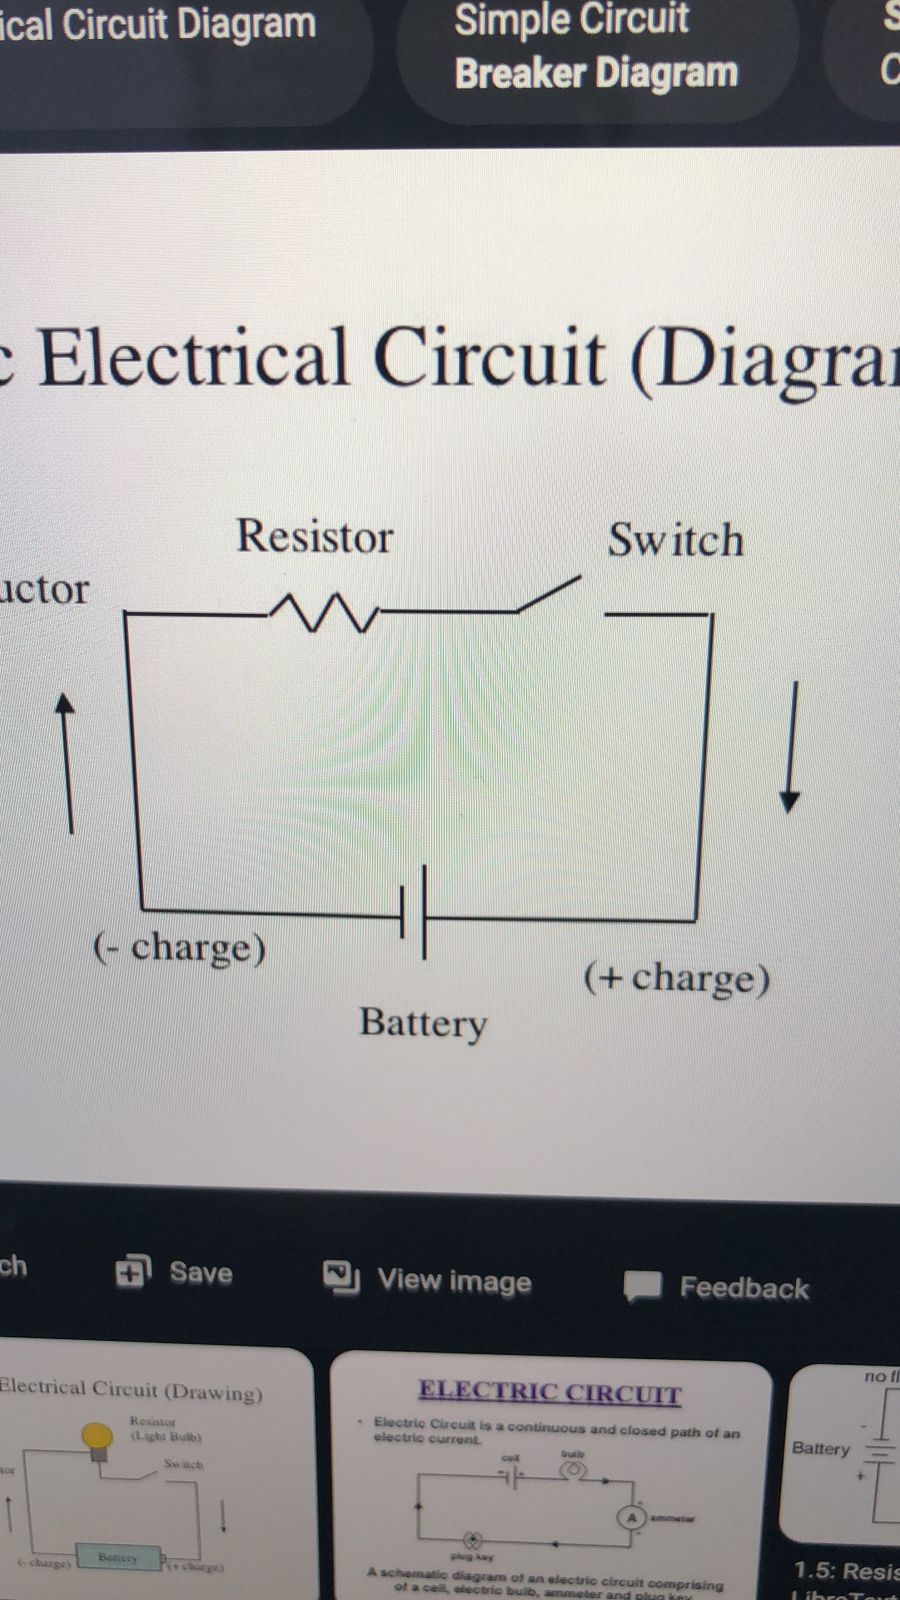 ical Circuit Diagram
Simple Circuit
Breaker Diagram
Electrical Circuit (Diagra
Resistor
Switch
uctor
(- charge)
(+ charge)
Battery
ch
Save
View image
Feedback
Electrical Circuit (Drawing)
Resistor
(Light Bulb)
Switch
Battery
(- charge)
(+ charge)
ELECTRIC CIRCUIT
Electric Circuit is a continuous and closed path of an
electric current.
cell
bulb
A
ammeter
plug key
A schematic diagram of an electric circuit comprising
of a cell, electric bulb, ammeter and plug key
no fl
Battery
-
+
1.5: Resis